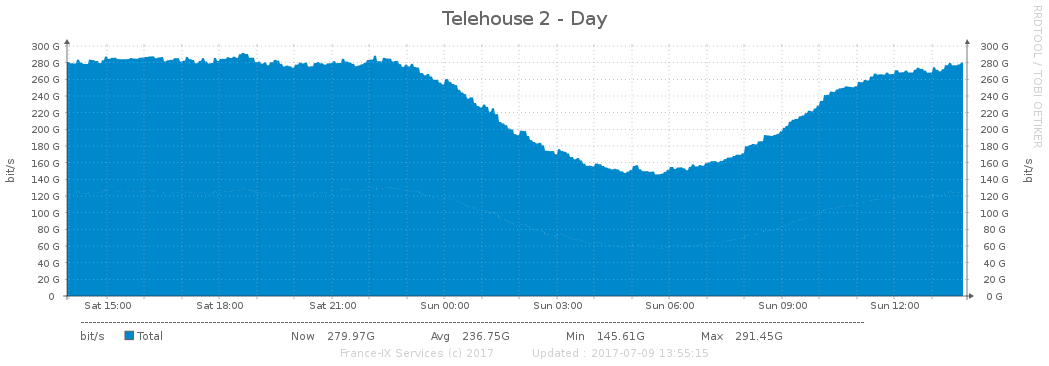 Telehouse 2 - Day
RRDTOOL / TOBI OETIKER
bit/s
300 G 300 G
280 G 280 G
260 G 260 G
240 G 240 G
220 G 220 G
200 G 200 G
180 G 180 G
160 G 160 G
140 G 140 G
120 G 120 G
100 G 100 G
80 G 80 G
60 G 60 G
40 G 40 G
20 G 20 G
0 0 G
bit/s
Sat 15:00 Sat 18:00 Sat 21:00 Sun 00:00 Sun 03:00 Sun 06:00 Sun 09:00 Sun 12:00
bit/s Total Now 279.97G Avg 236.75G Min 145.61G Max 291.45G
France-IX Services (c) 2017 Updated : 2017-07-09 13:55:15